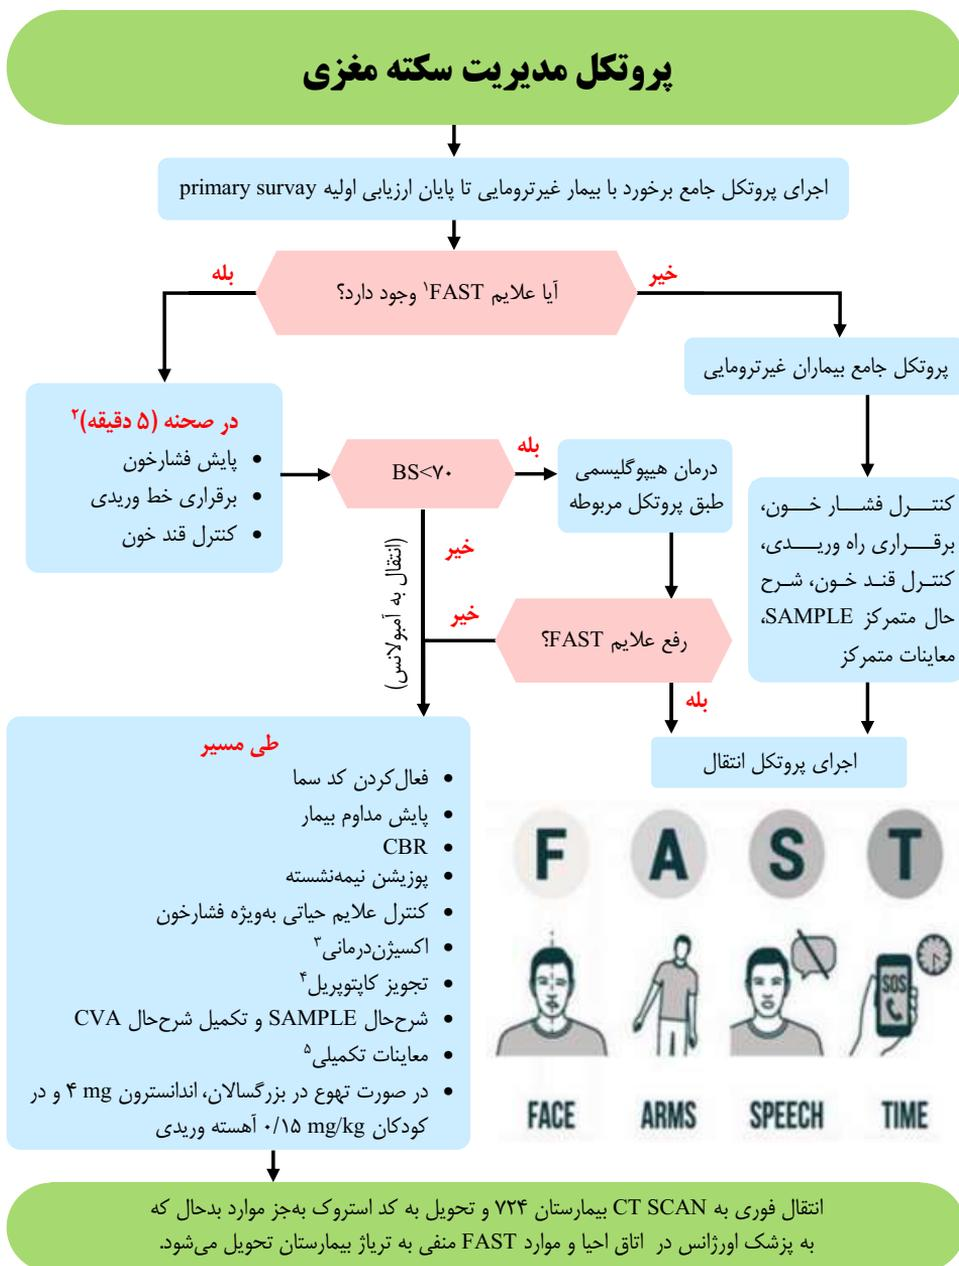 پروتکل مدیریت سکته مغزی
اجرای پروتکل جامع برخورد با بیمار غیرترومایی تا پایان ارزیابی اولیه primary survay
آیا علایم FAST۱ وجود دارد؟
بله
خیر
پروتکل جامع بیماران غیرترومایی
در صحنه (۵ دقیقه)۲
• پایش فشارخون
• برقراری خط وریدی
• کنترل قند خون
BS<۷۰
بله
درمان هیپوگلیسمی
طبق پروتکل مربوطه
کنترل فشار خون،
برقراری راه وریدی،
کنترل قند خون، شرح
حال متمرکز SAMPLE،
معاینات متمرکز
خیر
(انتقال به آمبولانس)
رفع علایم FAST؟
خیر
بله
اجرای پروتکل انتقال
طی مسیر
• فعال‌کردن کد سما
• پایش مداوم بیمار
• CBR
• پوزیشن نیمه‌نشسته
• کنترل علایم حیاتی به‌ویژه فشارخون
• اکسیژن‌درمانی۳
• تجویز کاپتوپریل۴
• شرح‌حال SAMPLE و تکمیل شرح‌حال CVA
• معاینات تکمیلی۵
• در صورت تهوع در بزرگسالان، اندانسترون ۴ mg و در
کودکان ۰/۱۵ mg/kg آهسته وریدی
F A S T
SOS
FACE ARMS SPEECH TIME
انتقال فوری به CT SCAN بیمارستان ۷۲۴ و تحویل به کد استروک به‌جز موارد بدحال که
به پزشک اورژانس در اتاق احیا و موارد FAST منفی به تریاژ بیمارستان تحویل می‌شود.